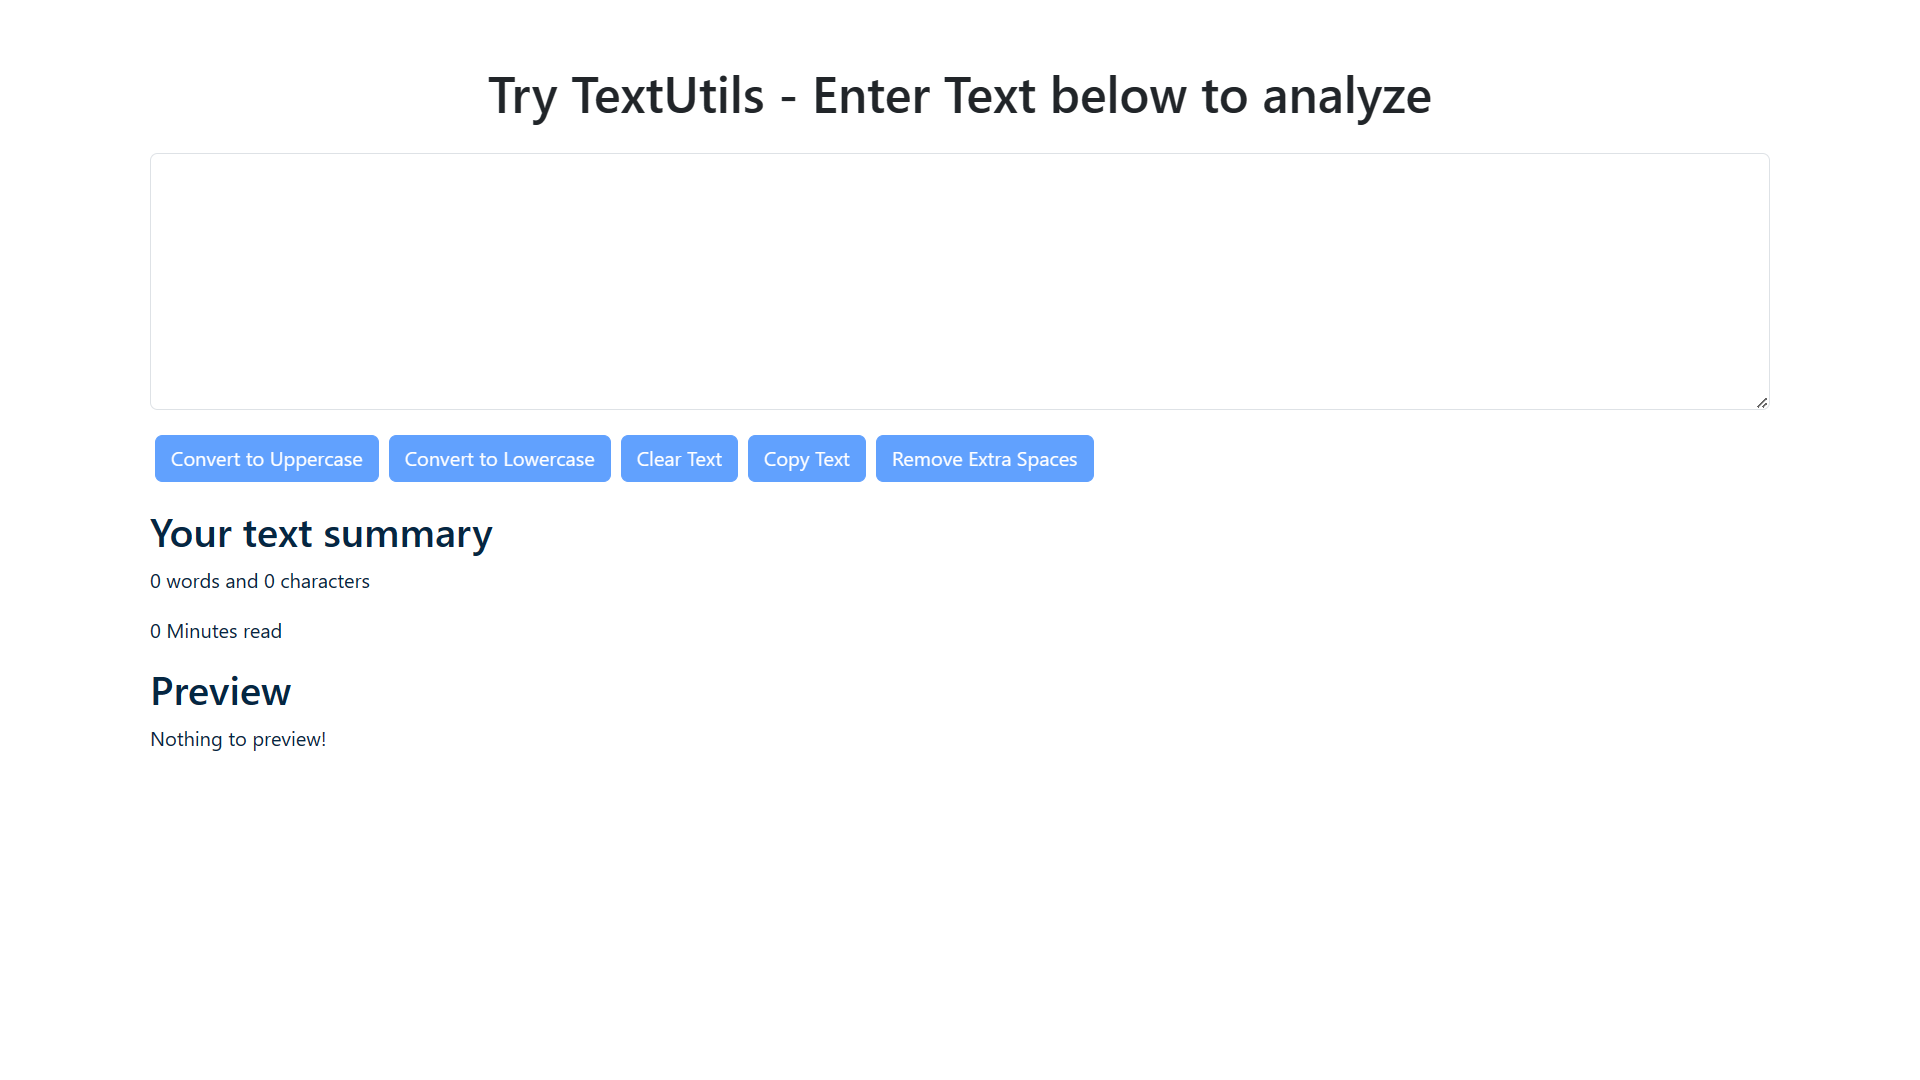 Try TextUtils - Enter Text below to analyze
Convert to Uppercase Convert to Lowercase Clear Text Copy Text Remove Extra Spaces
Your text summary
0 words and 0 characters
0 Minutes read
Preview
Nothing to preview!